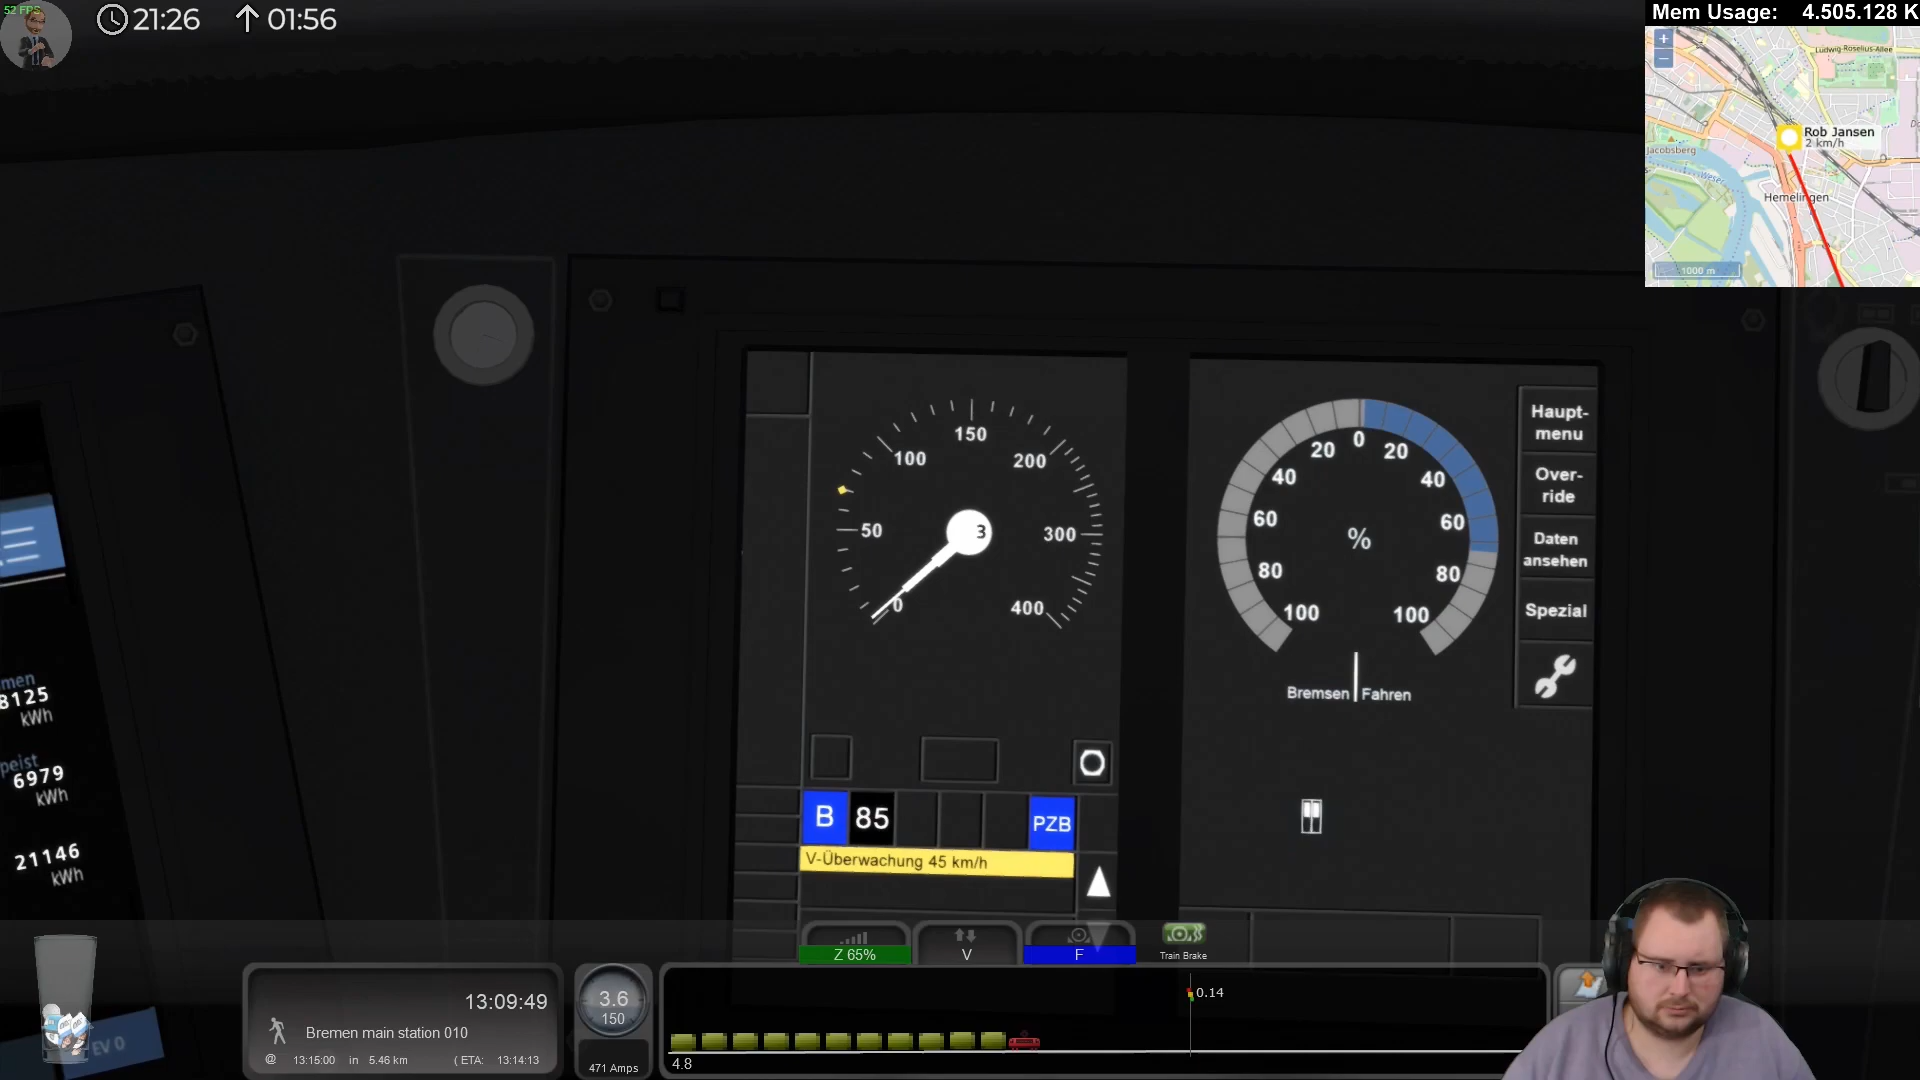 52 FPS
21:26
01:56
Mem Usage: 4.505.128 K
+
−
Ludwig-Roselius-Allee
Rob Jansen
2 km/h
Jacobsberg
Weser
Hemelingen
1000 m
150
100
200
50
3
300
0
400
0
20
20
40
40
60
60
%
80
80
100
100
Bremsen
Fahren
Haupt-
menu
Over-
ride
Daten
ansehen
Spezial
men
8125
kWh
peist
6979
kWh
21146
kWh
EV 0
B
85
PZB
V-Überwachung 45 km/h
Z 65%
V
F
Train Brake
13:09:49
Bremen main station 010
@ 13:15:00 in 5.46 km ( ETA: 13:14:13
3.6
150
471 Amps
0.14
4.8